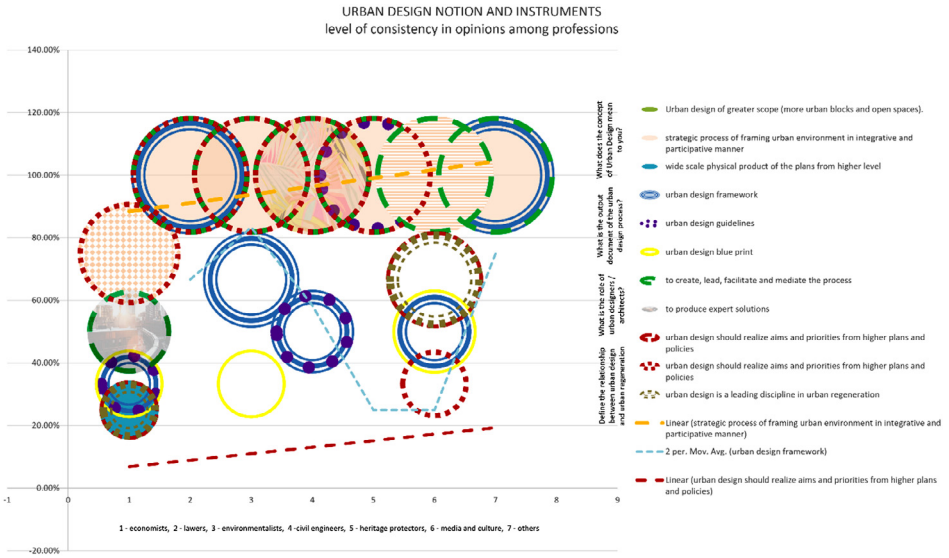 URBAN DESIGN NOTION AND INSTRUMENTS
level of consistency in opinions among professions
140.00%
120.00%
100.00%
80.00%
60.00%
40.00%
20.00%
0.00%
-20.00%
-1
0
1
2
3
4
5
6
7
8
9
What does the concept
of Urban Design mean
to you?
What is the output
document of the urban
design process?
What is the role of
urban designers /
architects?
Define the relationship
between urban design
and urban regeneration
1 - economists, 2 - lawers, 3 - environmentalists, 4 -civil engineers, 5 - heritage protectors, 6 - media and culture, 7 - others
Urban design of greater scope (more urban blocks and open spaces).
strategic process of framing urban environment in integrative and
participative manner
wide scale physical product of the plans from higher level
urban design framework
urban design guidelines
urban design blue print
to create, lead, facilitate and mediate the process
to produce expert solutions
urban design should realize aims and priorities from higher plans and
policies
urban design should realize aims and priorities from higher plans and
policies
urban design is a leading discipline in urban regeneration
Linear (strategic process of framing urban environment in integrative and
participative manner)
2 per. Mov. Avg. (urban design framework)
Linear (urban design should realize aims and priorities from higher plans
and policies)